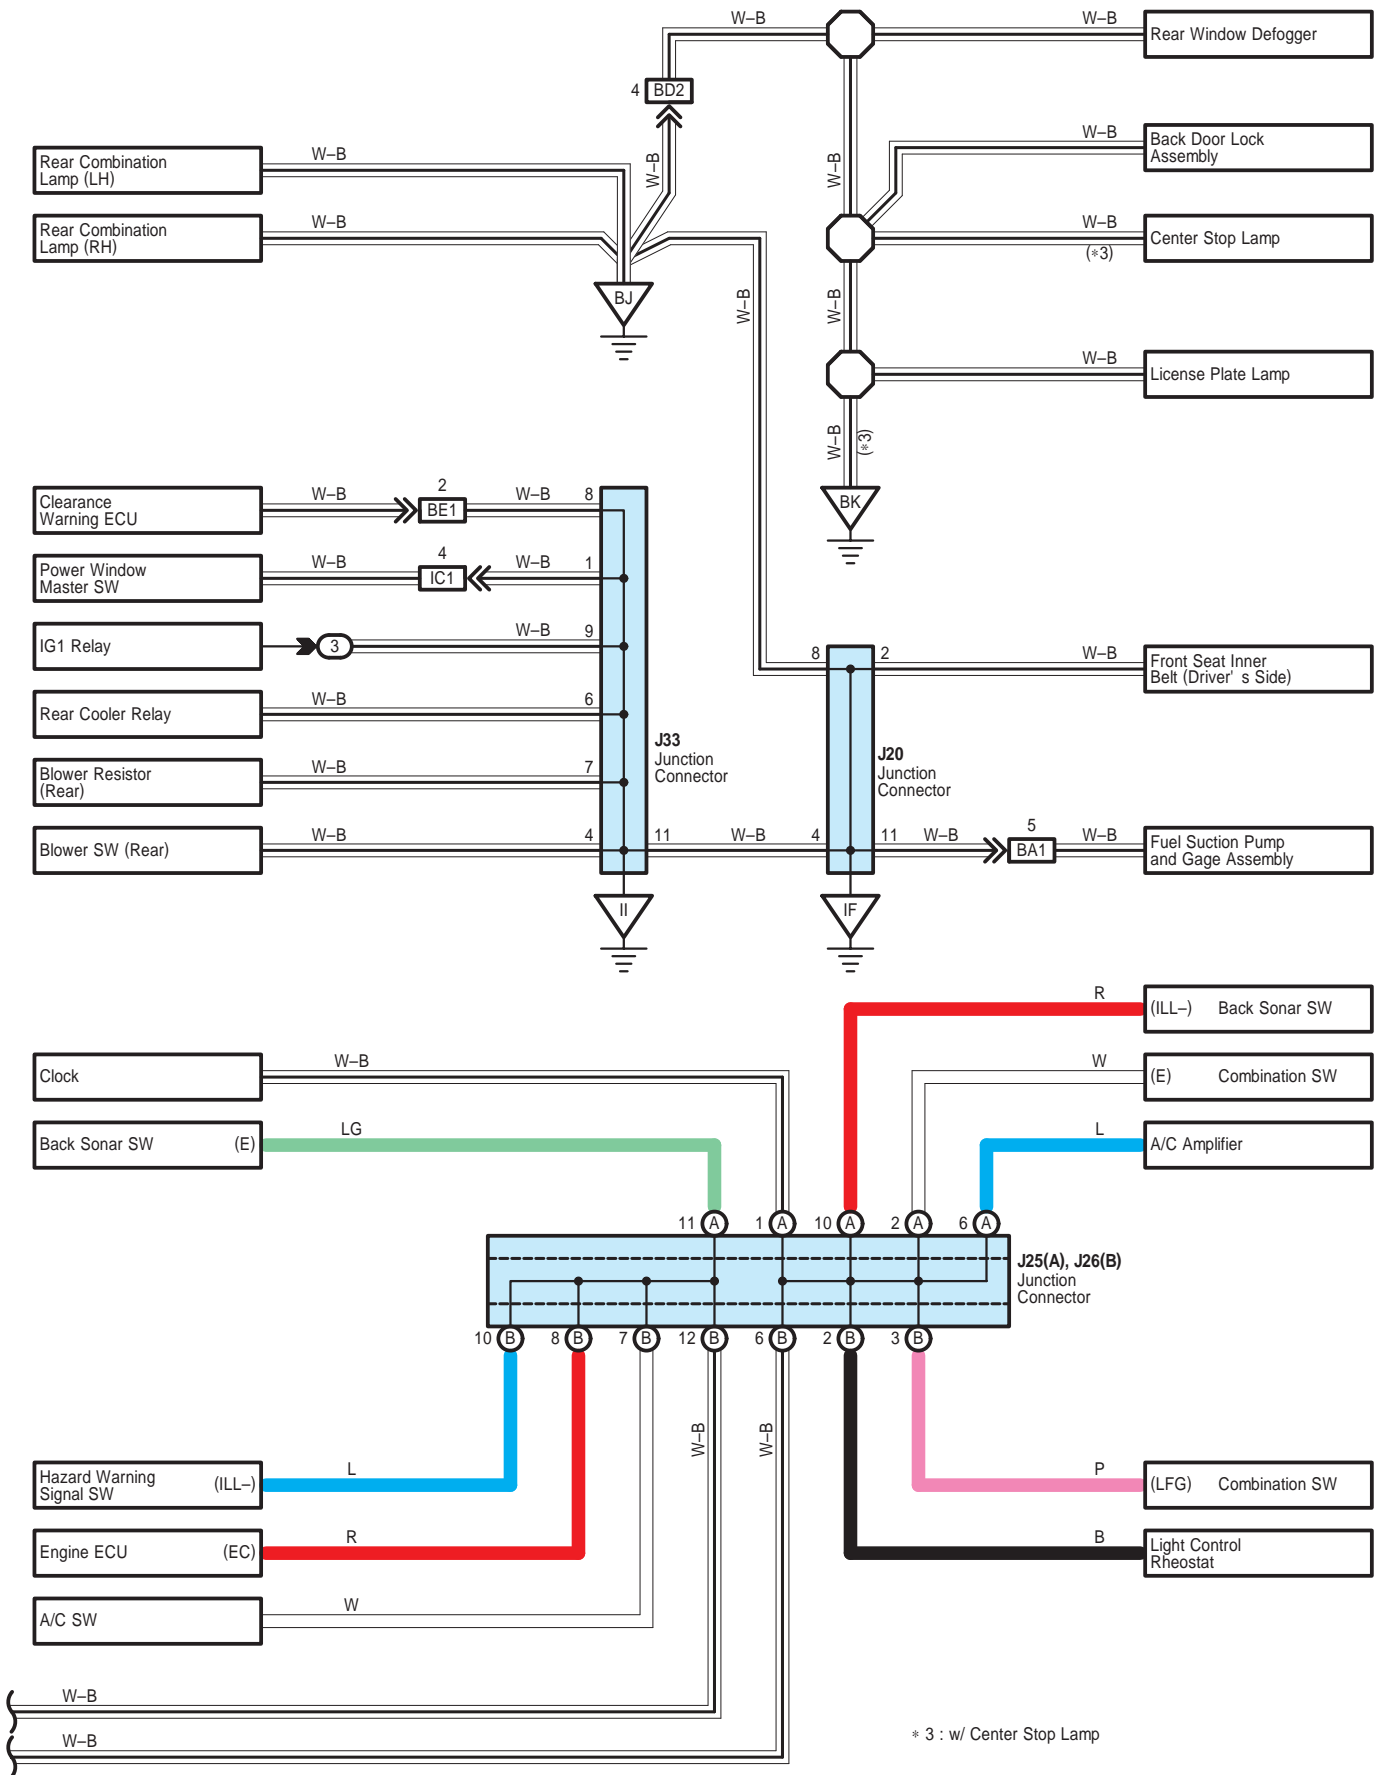 W–B
W–B
Rear Window Defogger
4
BD2
W–B
Back Door Lock
Assembly
Rear Combination
Lamp (LH)
W–B
W–B
W–B
Rear Combination
Lamp (RH)
W–B
W–B
Center Stop Lamp
(*3)
BJ
W–B
W–B
W–B
License Plate Lamp
W–B
(*3)
BK
Clearance
Warning ECU
W–B
2
BE1
W–B
8
Power Window
Master SW
W–B
4
IC1
W–B
1
IG1 Relay
3
W–B
9
8
2
W–B
Front Seat Inner
Belt (Driver' s Side)
Rear Cooler Relay
W–B
6
J33
Junction
Connector
J20
Junction
Connector
Blower Resistor
(Rear)
W–B
7
Blower SW (Rear)
W–B
4
11
W–B
4
11
W–B
5
BA1
W–B
Fuel Suction Pump
and Gage Assembly
II
IF
R
(ILL–) Back Sonar SW
Clock
W–B
W
(E) Combination SW
Back Sonar SW (E)
LG
L
A/C Amplifier
11 A
1 A
10 A
2 A
6 A
J25(A), J26(B)
Junction
Connector
10 B
8 B
7 B
12 B
6 B
2 B
3 B
W–B
W–B
Hazard Warning
Signal SW
(ILL–)
L
P
(LFG) Combination SW
Engine ECU (EC)
R
B
Light Control
Rheostat
A/C SW
W
W–B
W–B
* 3 : w/ Center Stop Lamp